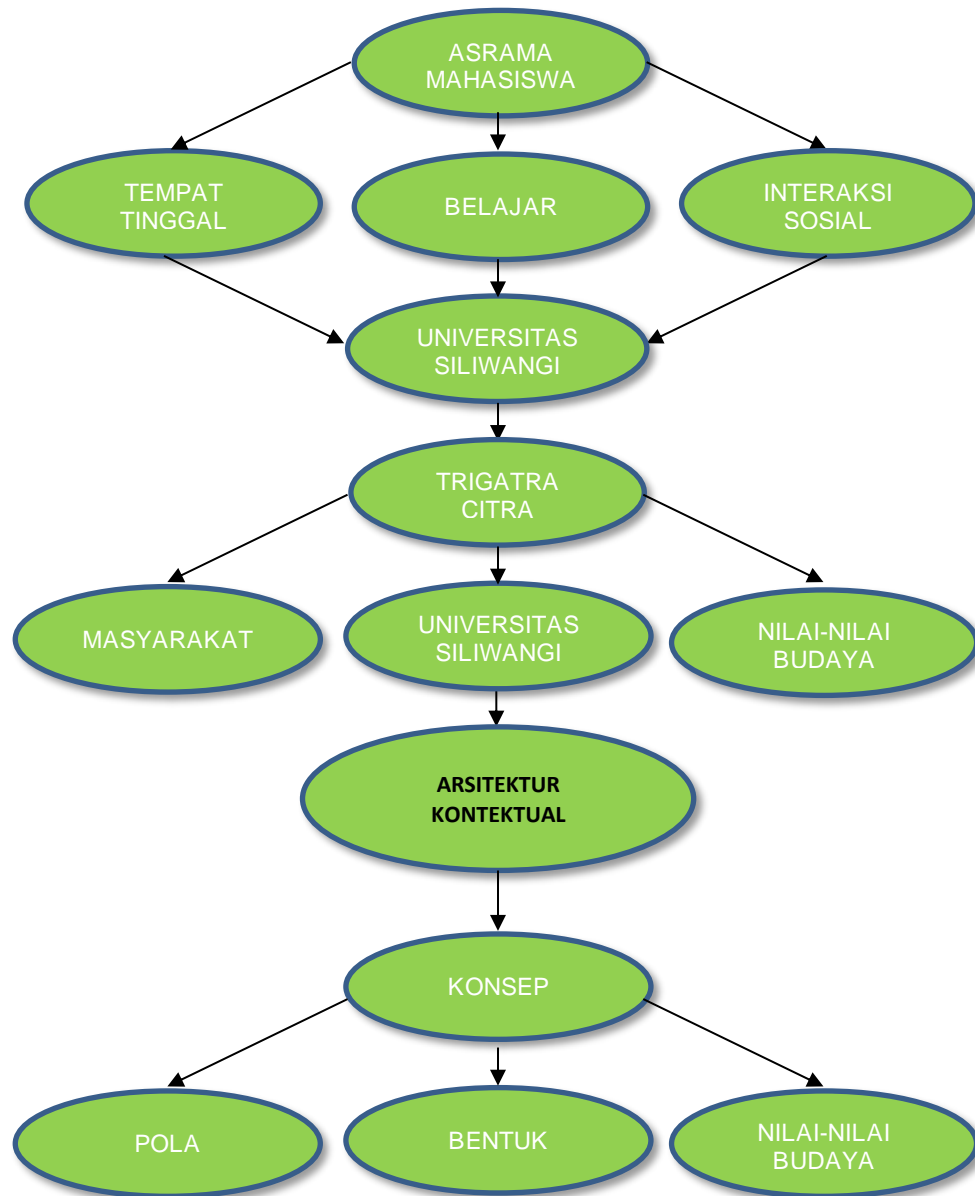 ASRAMA
MAHASISWA
TEMPAT
TINGGAL
BELAJAR
INTERAKSI
SOSIAL
UNIVERSITAS
SILIWANGI
TRIGATRA
CITRA
MASYARAKAT
UNIVERSITAS
SILIWANGI
NILAI-NILAI
BUDAYA
ARSITEKTUR
KONTEKTUAL
KONSEP
POLA
BENTUK
NILAI-NILAI
BUDAYA